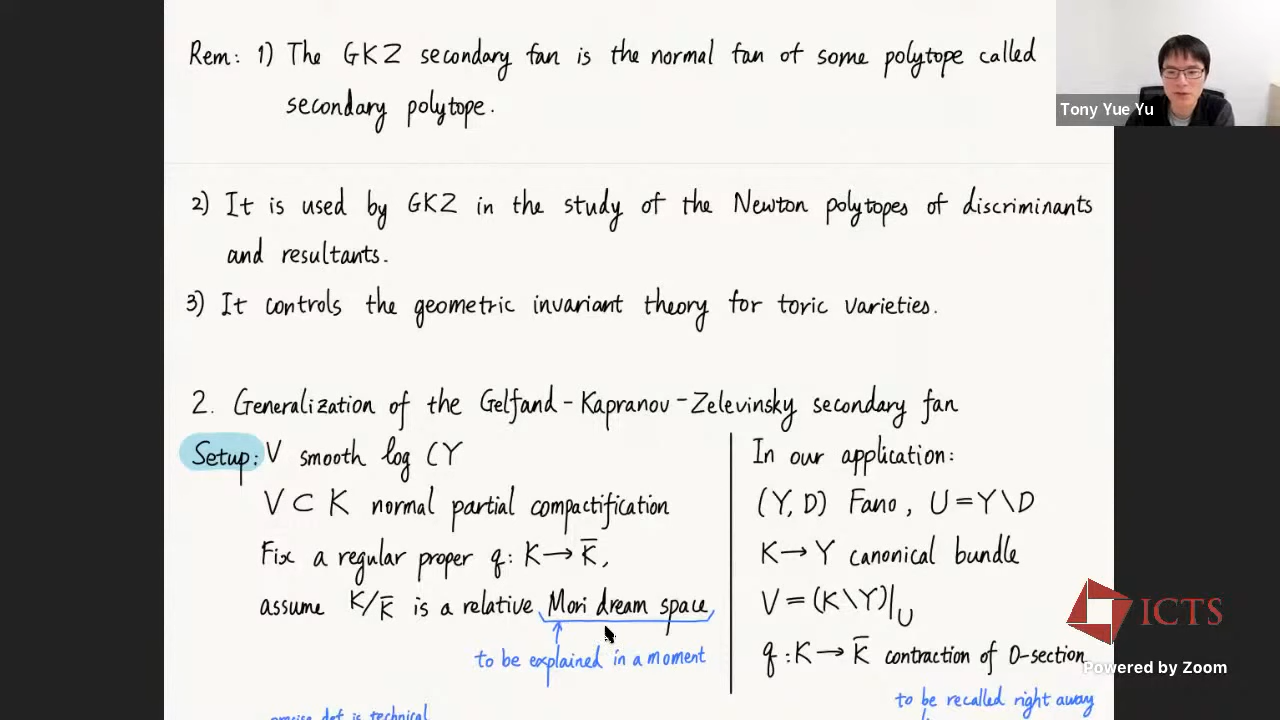 Rem: 1) The GKZ secondary fan is the normal fan of some polytope called
secondary polytope.
Tony Yue Yu
2) It is used by GKZ in the study of the Newton polytopes of discriminants
and resultants.
3) It controls the geometric invariant theory for toric varieties.
2. Generalization of the Gelfand-Kapranov-Zelevinsky secondary fan
Setup: V smooth log CY
V ⊂ K normal partial compactification
Fix a regular proper q: K → K̅,
assume K/K̅ is a relative Mori dream space
to be explained in a moment
precise def is technical
In our application:
(Y, D) Fano, U = Y \ D
K → Y canonical bundle
V = (K \ Y)|U
q: K → K̅ contraction of 0-section
to be recalled right away
ICTS
Powered by Zoom